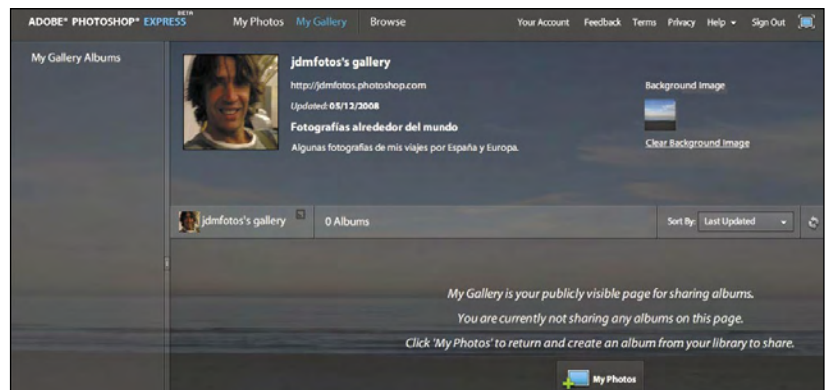 ADOBE® PHOTOSHOP® EXPRESS BETA My Photos My Gallery Browse Your Account Feedback Terms Privacy Help Sign Out
My Gallery Albums
jdmfotos's gallery
http://jdmfotos.photoshop.com
Updated: 05/12/2008
Fotografías alrededor del mundo
Algunas fotografias de mis viajes por España y Europa.
Background Image
Clear Background Image
jdmfotos's gallery 0 Albums Sort By: Last Updated
My Gallery is your publicly visible page for sharing albums.
You are currently not sharing any albums on this page.
Click 'My Photos' to return and create an album from your library to share.
My Photos